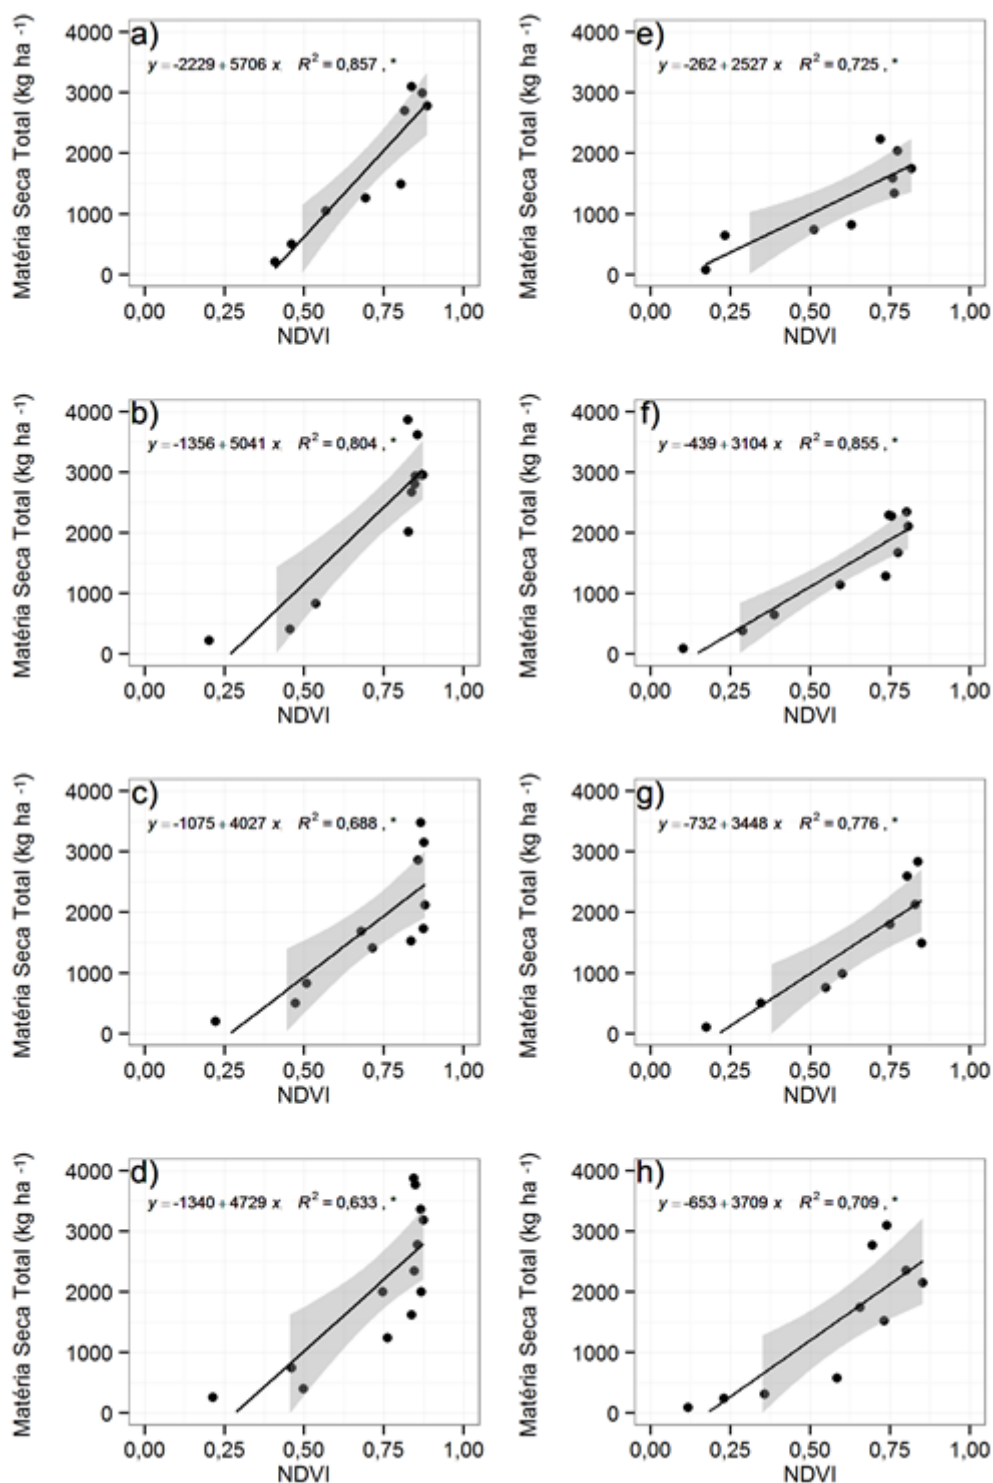 a)
y = -2229 + 5706 x R² = 0,857 , *
Matéria Seca Total (kg ha -1)
4000
3000
2000
1000
0
0,00 0,25 0,50 0,75 1,00
NDVI
e)
y = -262 + 2527 x R² = 0,725 , *
Matéria Seca Total (kg ha -1)
4000
3000
2000
1000
0
0,00 0,25 0,50 0,75 1,00
NDVI
b)
y = -1356 + 5041 x R² = 0,804 , *
Matéria Seca Total (kg ha -1)
4000
3000
2000
1000
0
0,00 0,25 0,50 0,75 1,00
NDVI
f)
y = -439 + 3104 x R² = 0,855 , *
Matéria Seca Total (kg ha -1)
4000
3000
2000
1000
0
0,00 0,25 0,50 0,75 1,00
NDVI
c)
y = -1075 + 4027 x R² = 0,688 , *
Matéria Seca Total (kg ha -1)
4000
3000
2000
1000
0
0,00 0,25 0,50 0,75 1,00
NDVI
g)
y = -732 + 3448 x R² = 0,776 , *
Matéria Seca Total (kg ha -1)
4000
3000
2000
1000
0
0,00 0,25 0,50 0,75 1,00
NDVI
d)
y = -1340 + 4729 x R² = 0,633 , *
Matéria Seca Total (kg ha -1)
4000
3000
2000
1000
0
0,00 0,25 0,50 0,75 1,00
NDVI
h)
y = -653 + 3709 x R² = 0,709 , *
Matéria Seca Total (kg ha -1)
4000
3000
2000
1000
0
0,00 0,25 0,50 0,75 1,00
NDVI